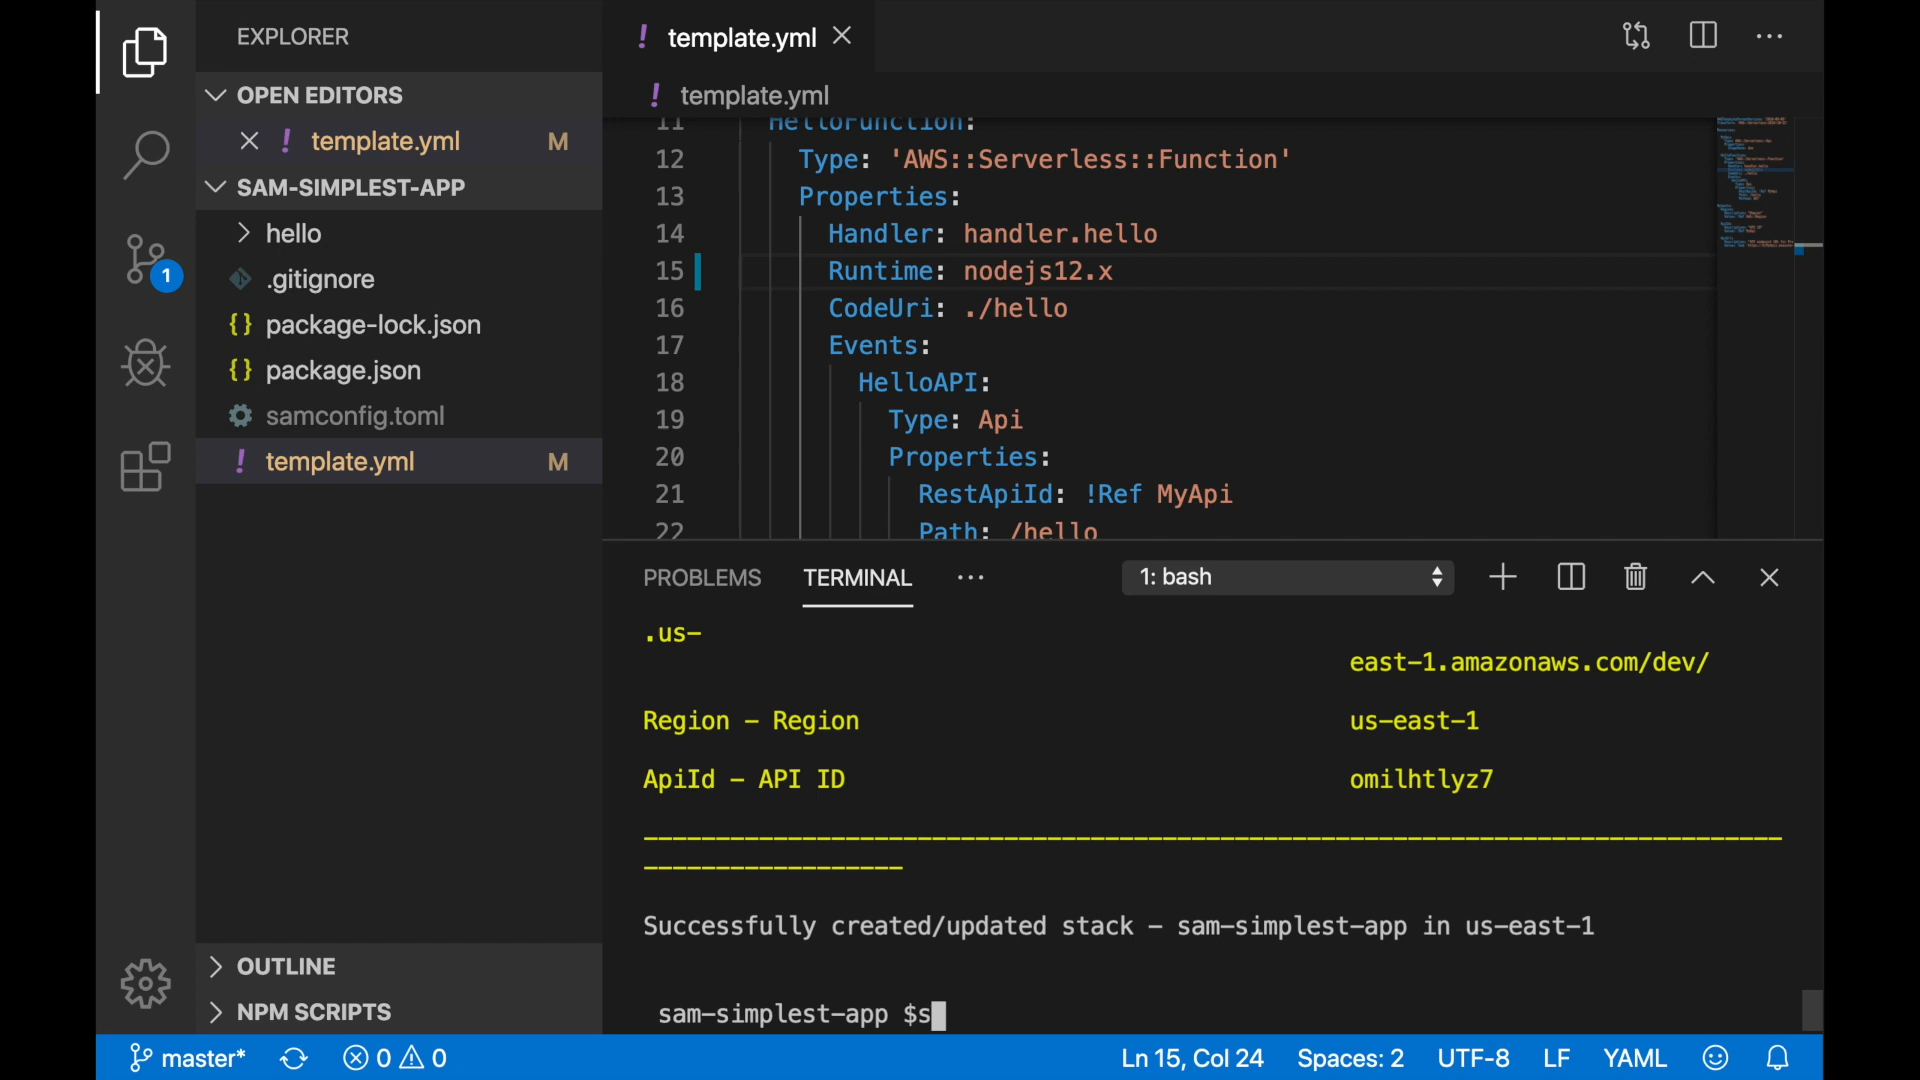 EXPLORER
OPEN EDITORS
! template.yml M
SAM-SIMPLEST-APP
hello
.gitignore
{} package-lock.json
{} package.json
samconfig.toml
! template.yml M
OUTLINE
NPM SCRIPTS
1
! template.yml
! template.yml
11 HelloFunction:
12 Type: 'AWS::Serverless::Function'
13 Properties:
14 Handler: handler.hello
15 Runtime: nodejs12.x
16 CodeUri: ./hello
17 Events:
18 HelloAPI:
19 Type: Api
20 Properties:
21 RestApiId: !Ref MyApi
22 Path: /hello
PROBLEMS TERMINAL ... 1: bash
.us-
east-1.amazonaws.com/dev/
Region - Region us-east-1
ApiId - API ID omilhtlyz7
--------------------------------------------------------------------------------
------------------
Successfully created/updated stack - sam-simplest-app in us-east-1
sam-simplest-app $s
master* 0 0 Ln 15, Col 24 Spaces: 2 UTF-8 LF YAML